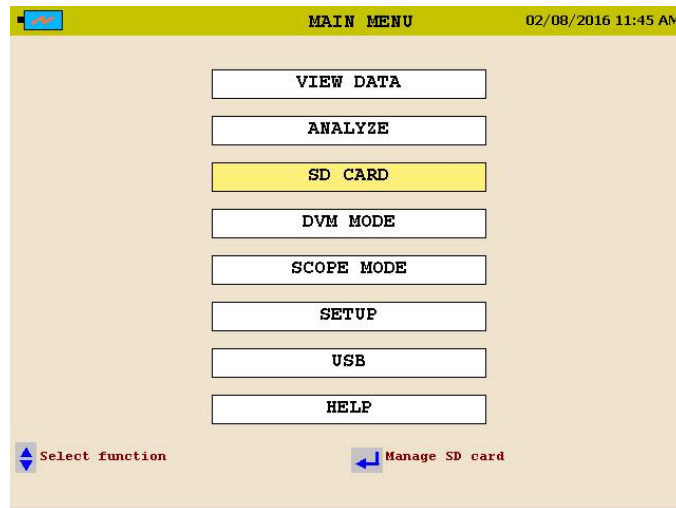 MAIN MENU 02/08/2016 11:45 AM
VIEW DATA
ANALYZE
SD CARD
DVM MODE
SCOPE MODE
SETUP
USB
HELP
Select function Manage SD card